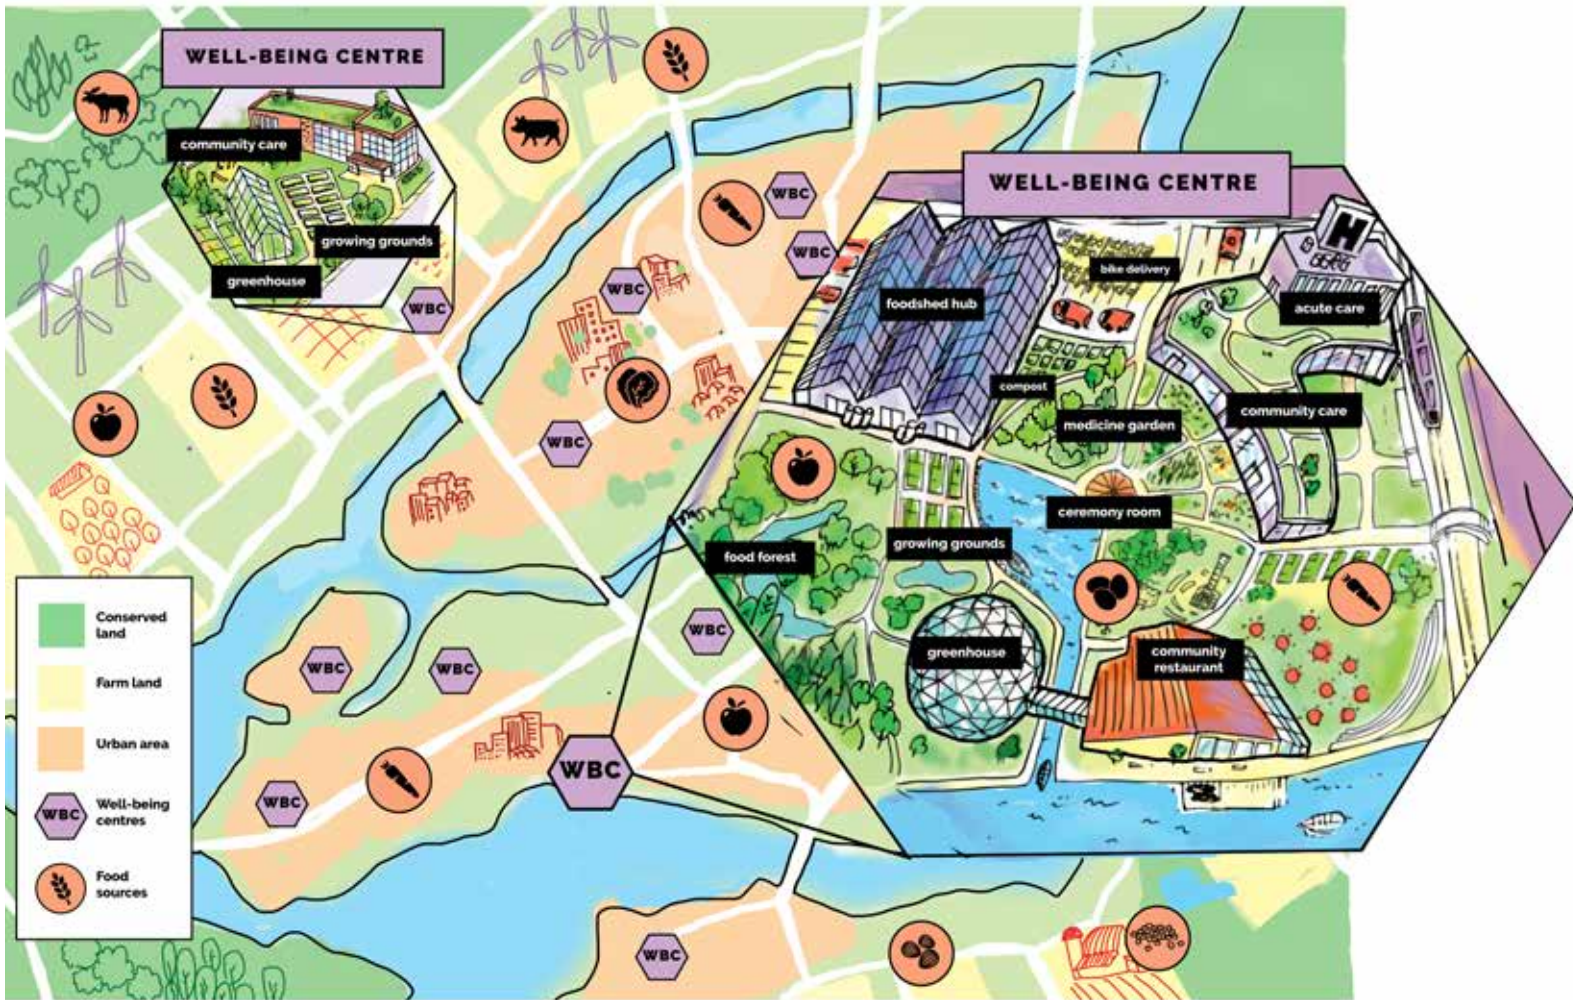 WELL-BEING CENTRE
community care
growing grounds
greenhouse
WBC
WBC
WBC
WBC
WBC
WELL-BEING CENTRE
H
bike delivery
foodshed hub
acute care
compost
community care
medicine garden
ceremony room
growing grounds
food forest
greenhouse
community
restaurant
WBC
WBC
WBC
WBC
WBC
WBC
Conserved
land
Farm land
Urban area
WBC
Well-being
centres
Food
sources